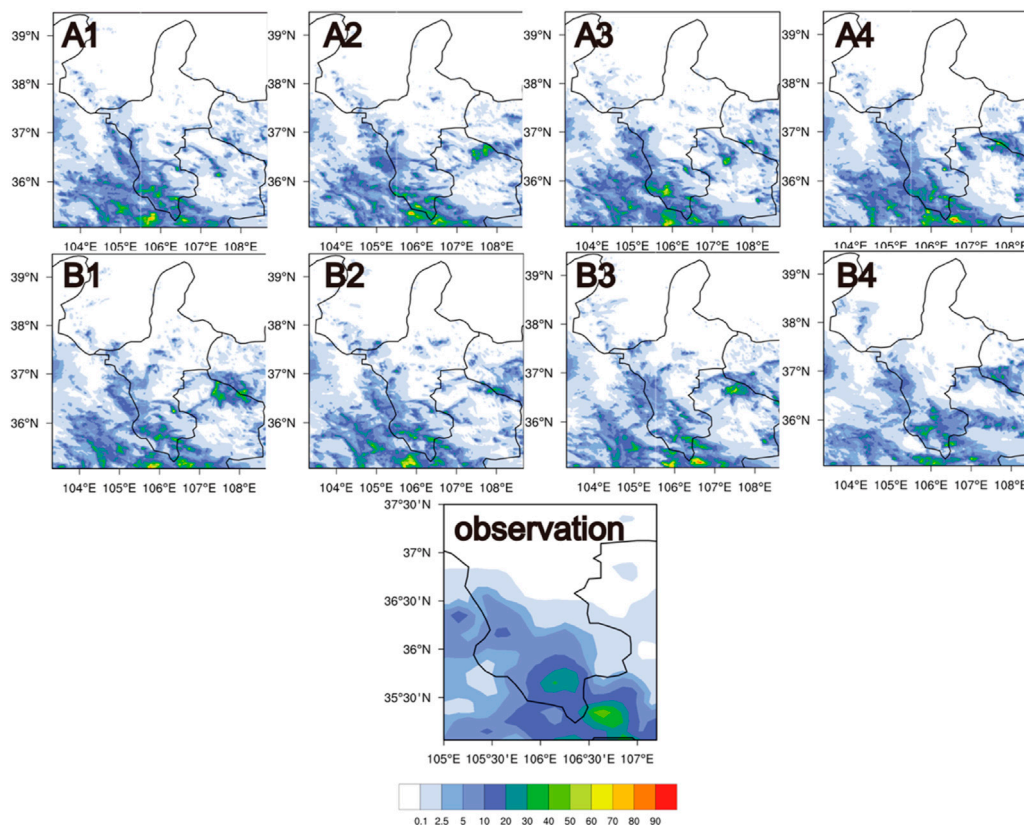 A1 A2 A3 A4
39°N 39°N 39°N 39°N
38°N 38°N 38°N 38°N
37°N 37°N 37°N 37°N
36°N 36°N 36°N 36°N
104°E 105°E 106°E 107°E 108°E 104°E 105°E 106°E 107°E 108°E 104°E 105°E 106°E 107°E 108°E 104°E 105°E 106°E 107°E 108°E
B1 B2 B3 B4
39°N 39°N 39°N 39°N
38°N 38°N 38°N 38°N
37°N 37°N 37°N 37°N
36°N 36°N 36°N 36°N
104°E 105°E 106°E 107°E 108°E 104°E 105°E 106°E 107°E 108°E 104°E 105°E 106°E 107°E 108°E 104°E 105°E 106°E 107°E 108°E
37°30'N
observation
37°N
36°30'N
36°N
35°30'N
105°E 105°30'E 106°E 106°30'E 107°E
0.1 2.5 5 10 20 30 40 50 60 70 80 90